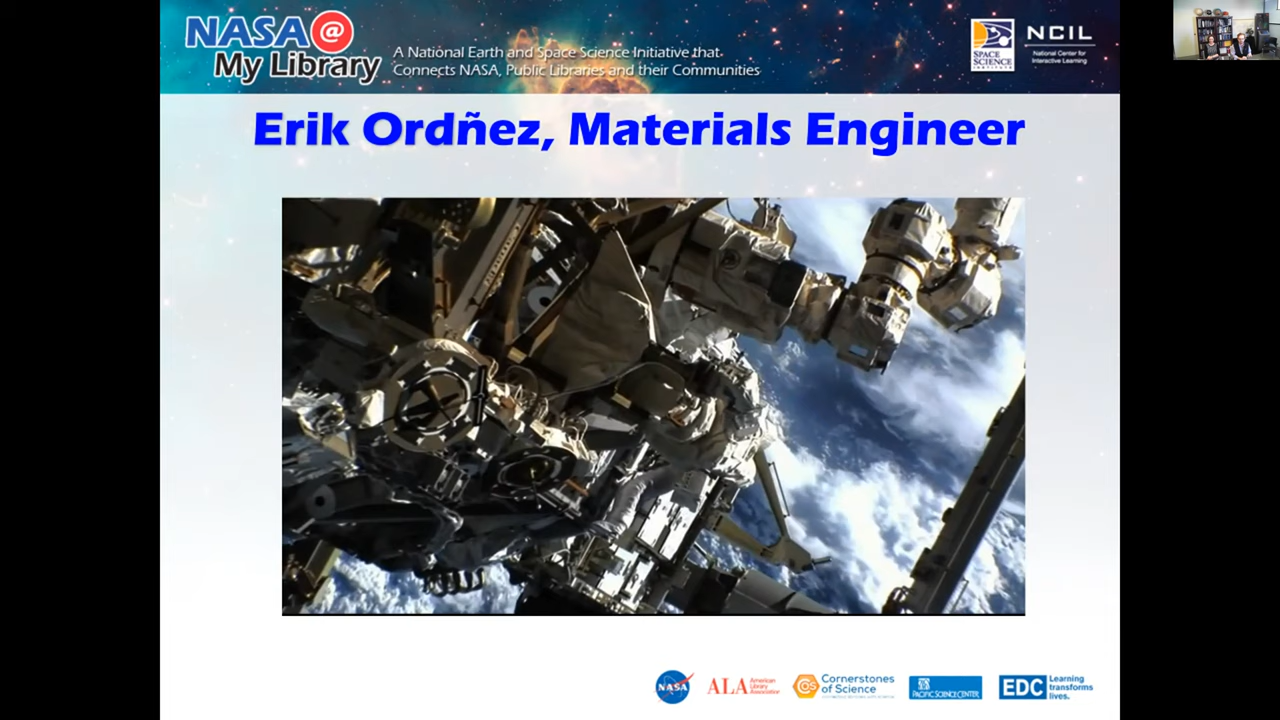 NASA @
My Library
A National Earth and Space Science Initiative that
Connects NASA, Public Libraries and their Communities
SPACE
SCIENCE
INSTITUTE
NCIL
National Center for
Interactive Learning
Erik Ordñez, Materials Engineer
NASA
ALA American
Library
Association
Cornerstones
of Science
PACIFIC SCIENCE CENTER
EDC Learning
transforms
lives.